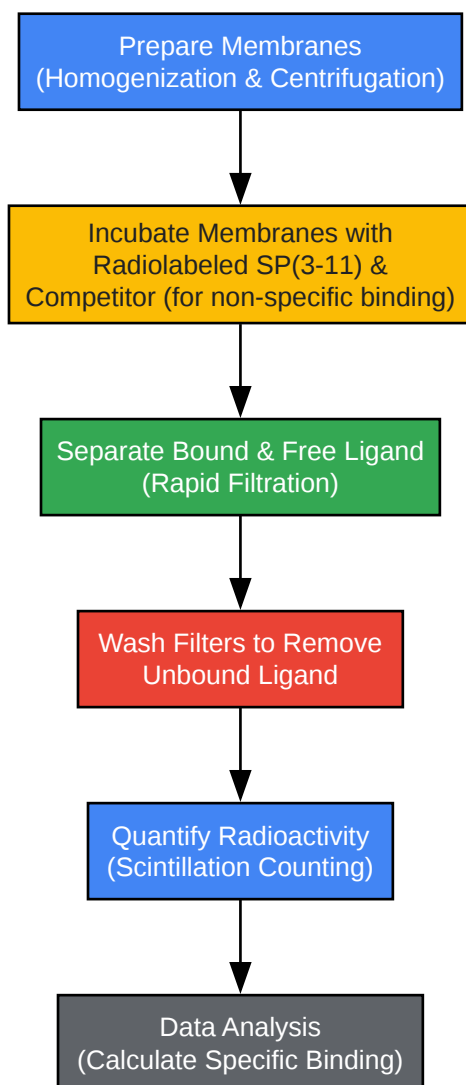 Prepare Membranes
(Homogenization & Centrifugation)
Incubate Membranes with
Radiolabeled SP(3-11) &
Competitor (for non-specific binding)
Separate Bound & Free Ligand
(Rapid Filtration)
Wash Filters to Remove
Unbound Ligand
Quantify Radioactivity
(Scintillation Counting)
Data Analysis
(Calculate Specific Binding)